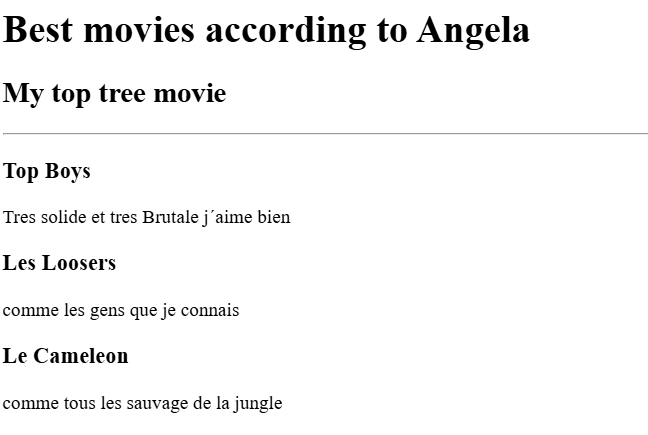 Best movies according to Angela
My top tree movie
Top Boys
Tres solide et tres Brutale j´aime bien
Les Loosers
comme les gens que je connais
Le Cameleon
comme tous les sauvage de la jungle